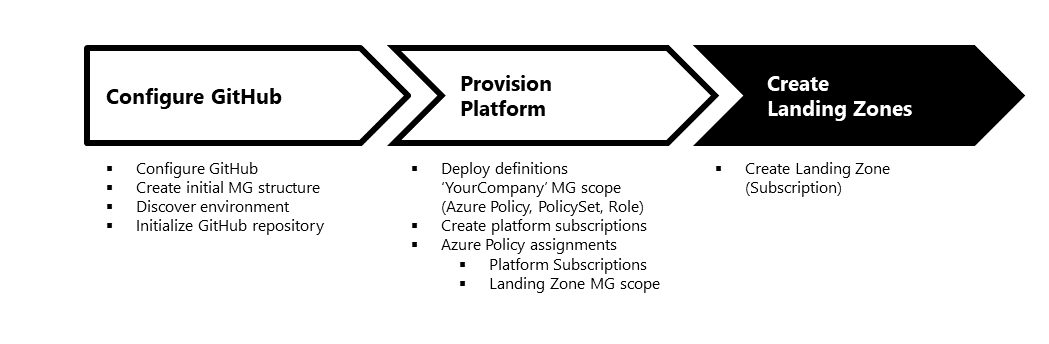 Configure GitHub
▪ Configure GitHub
▪ Create initial MG structure
▪ Discover environment
▪ Initialize GitHub repository
Provision
Platform
▪ Deploy definitions
‘YourCompany’ MG scope
(Azure Policy, PolicySet, Role)
▪ Create platform subscriptions
▪ Azure Policy assignments
▪ Platform Subscriptions
▪ Landing Zone MG scope
Create
Landing Zones
▪ Create Landing Zone
(Subscription)